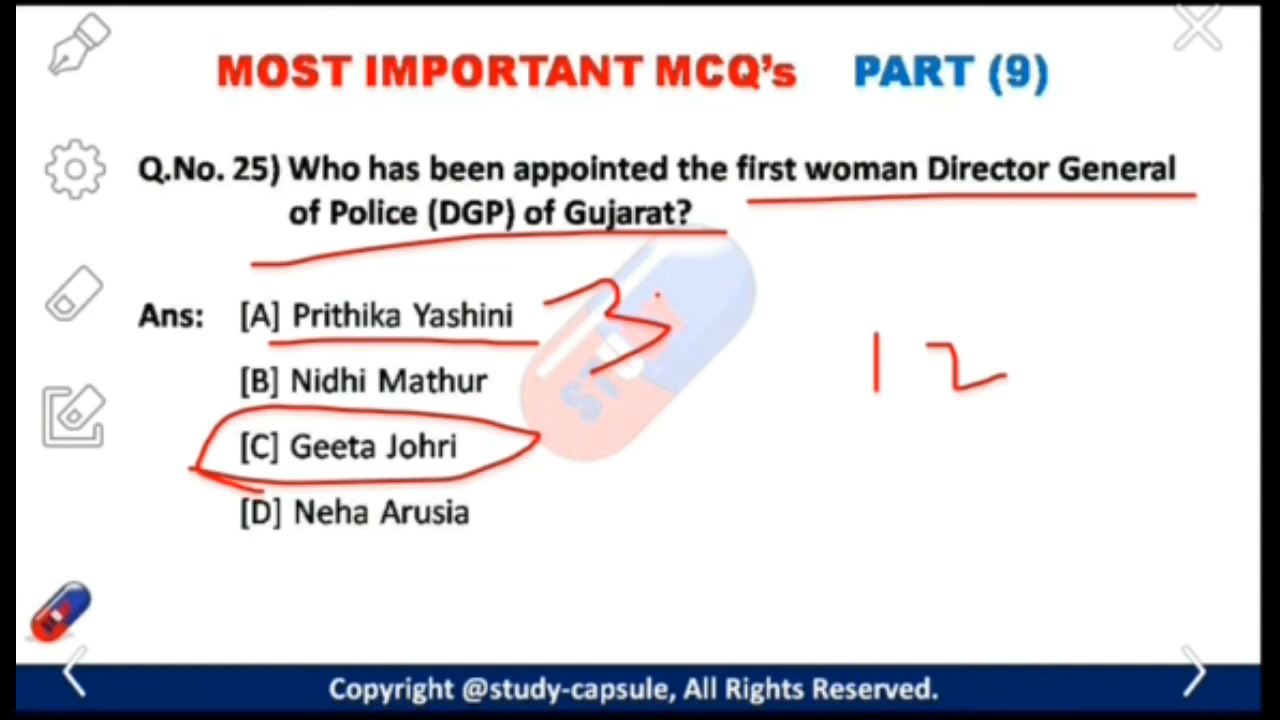 MOST IMPORTANT MCQ's PART (9)
Q.No. 25) Who has been appointed the first woman Director General
of Police (DGP) of Gujarat?
Ans: [A] Prithika Yashini
[B] Nidhi Mathur
[C] Geeta Johri
[D] Neha Arusia
12
Copyright @study-capsule, All Rights Reserved.